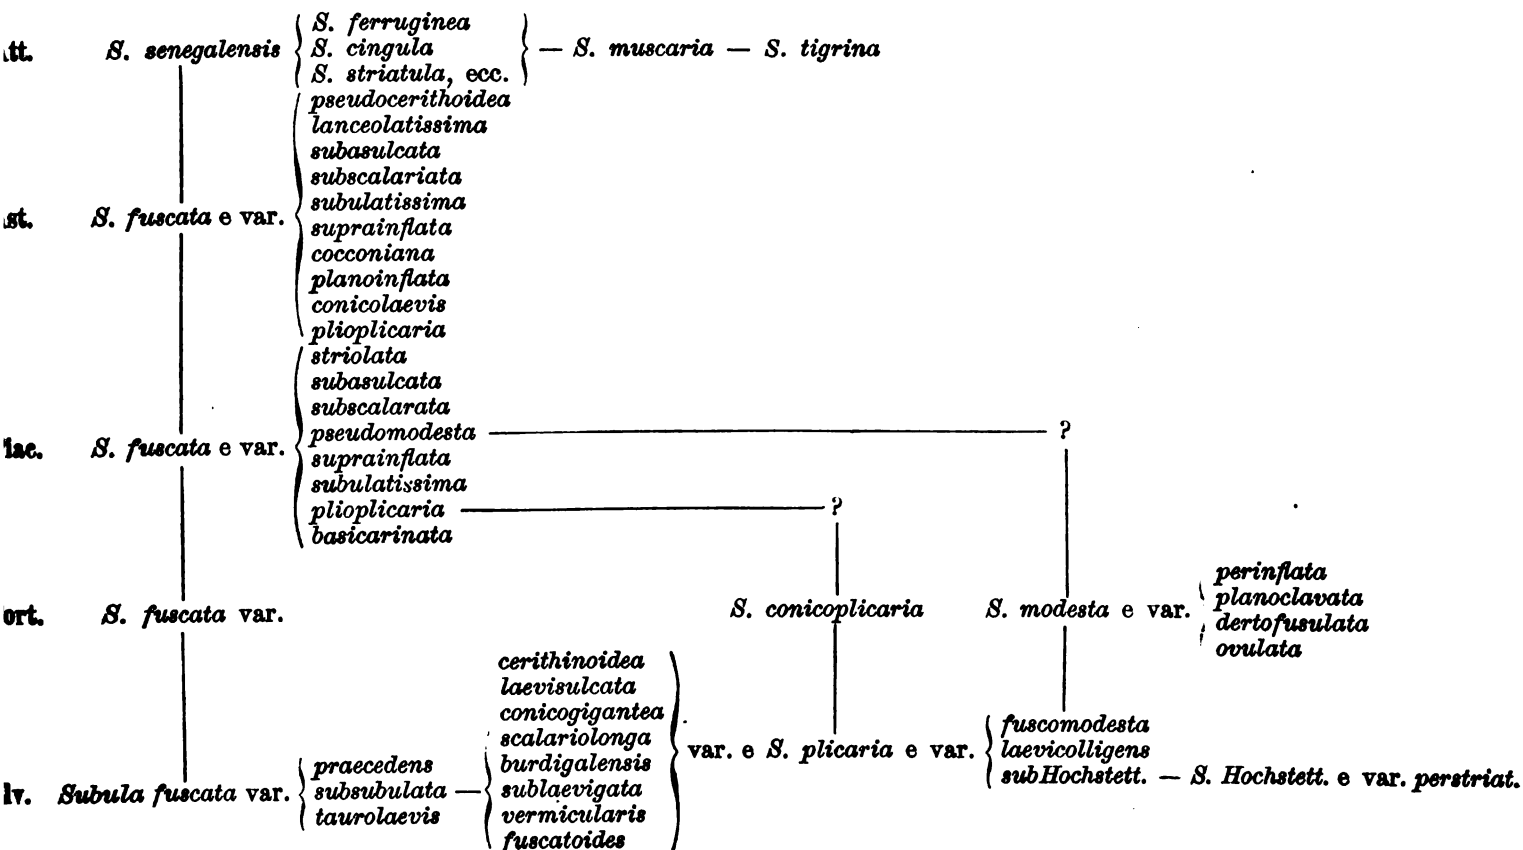 tt. S. senegalensis S. ferruginea
S. cingula — S. muscaria — S. tigrina
S. striatula, ecc.
pseudocerithoidea
lanceolatissima
subasulcata
subscalariata
subulatissima
st. S. fuscata e var. suprainflata
cocconiana
planoinflata
conicolaevis
plioplicaria
striolata
subasulcata
subscalarata
pseudomodesta ?
iac. S. fuscata e var. suprainflata
subulatissima
plioplicaria ?
basicarinata
ort. S. fuscata var. S. conicoplicaria S. modesta e var. perinflata
planoclavata
dertofusulata
ovulata
lv. Subula fuscata var. praecedens
subsubulata —
taurolaevis
cerithinoidea
laevisulcata
conicogigantea
scalariolonga
burdigalensis
sublaevigata
vermicularis
fuscatoides
var. e S. plicaria e var. fuscomodesta
laevicolligens
subHochstett. — S. Hochstett. e var. perstriat.